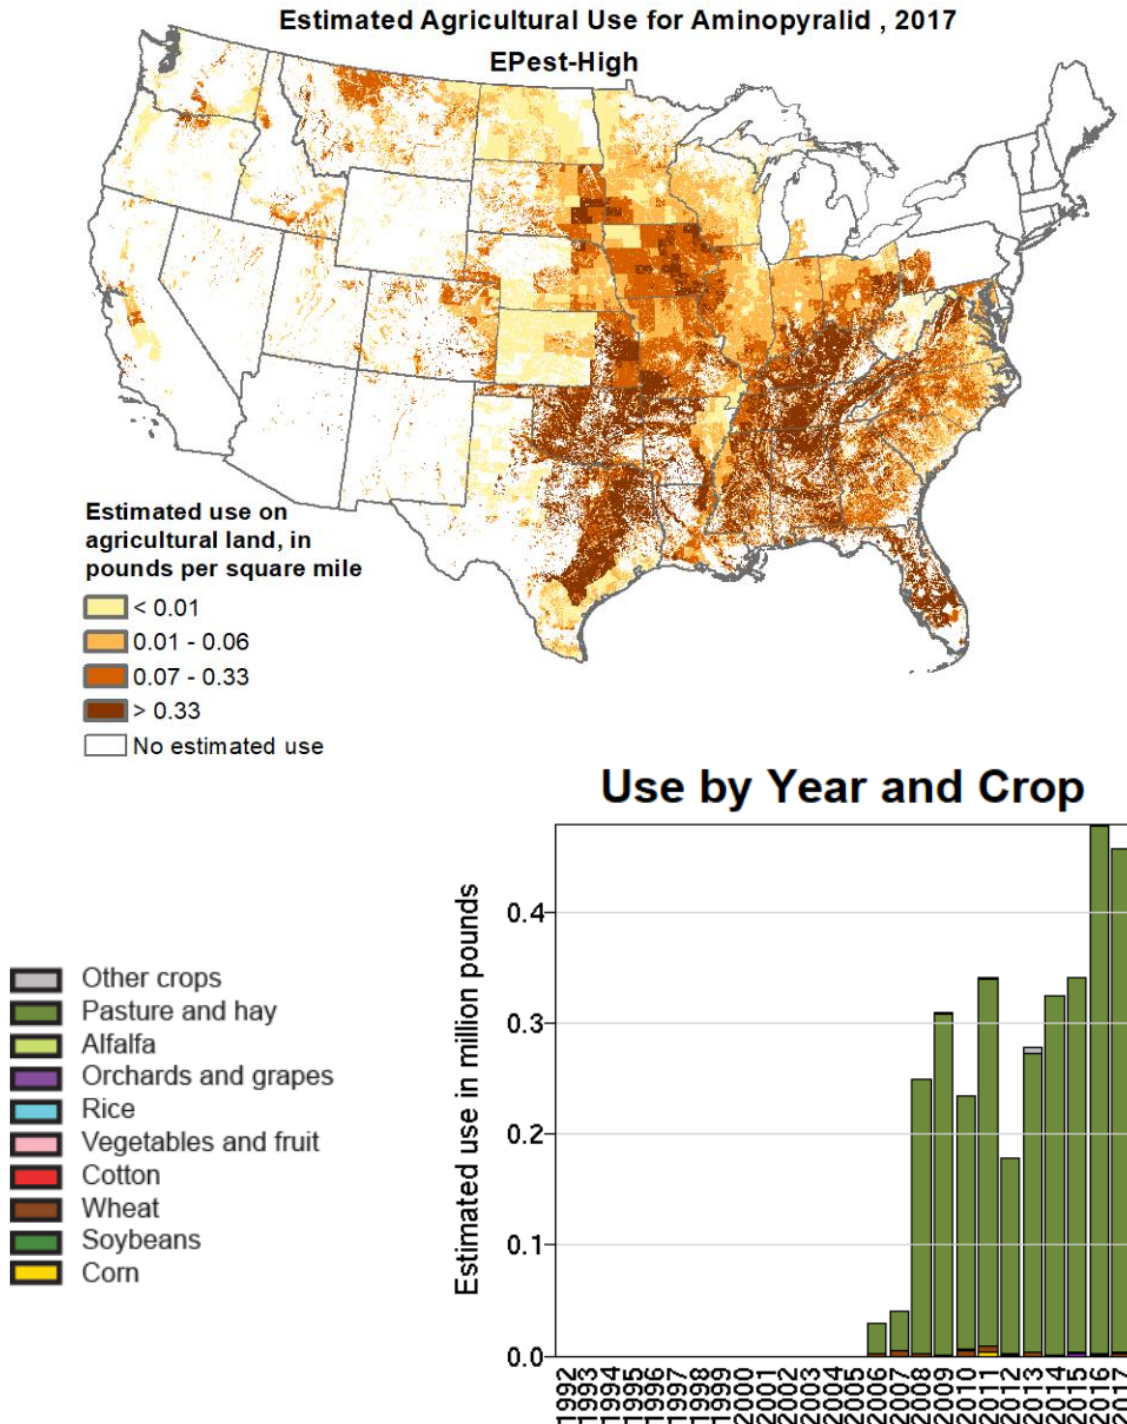 Estimated Agricultural Use for Aminopyralid , 2017
EPest-High
Estimated use on
agricultural land, in
pounds per square mile
< 0.01
0.01 - 0.06
0.07 - 0.33
> 0.33
No estimated use
Use by Year and Crop
Estimated use in million pounds
0.4
0.3
0.2
0.1
0.0
1992
1993
1994
1995
1996
1997
1998
1999
2000
2001
2002
2003
2004
2005
2006
2007
2008
2009
2010
2011
2012
2013
2014
2015
2016
2017
Other crops
Pasture and hay
Alfalfa
Orchards and grapes
Rice
Vegetables and fruit
Cotton
Wheat
Soybeans
Corn